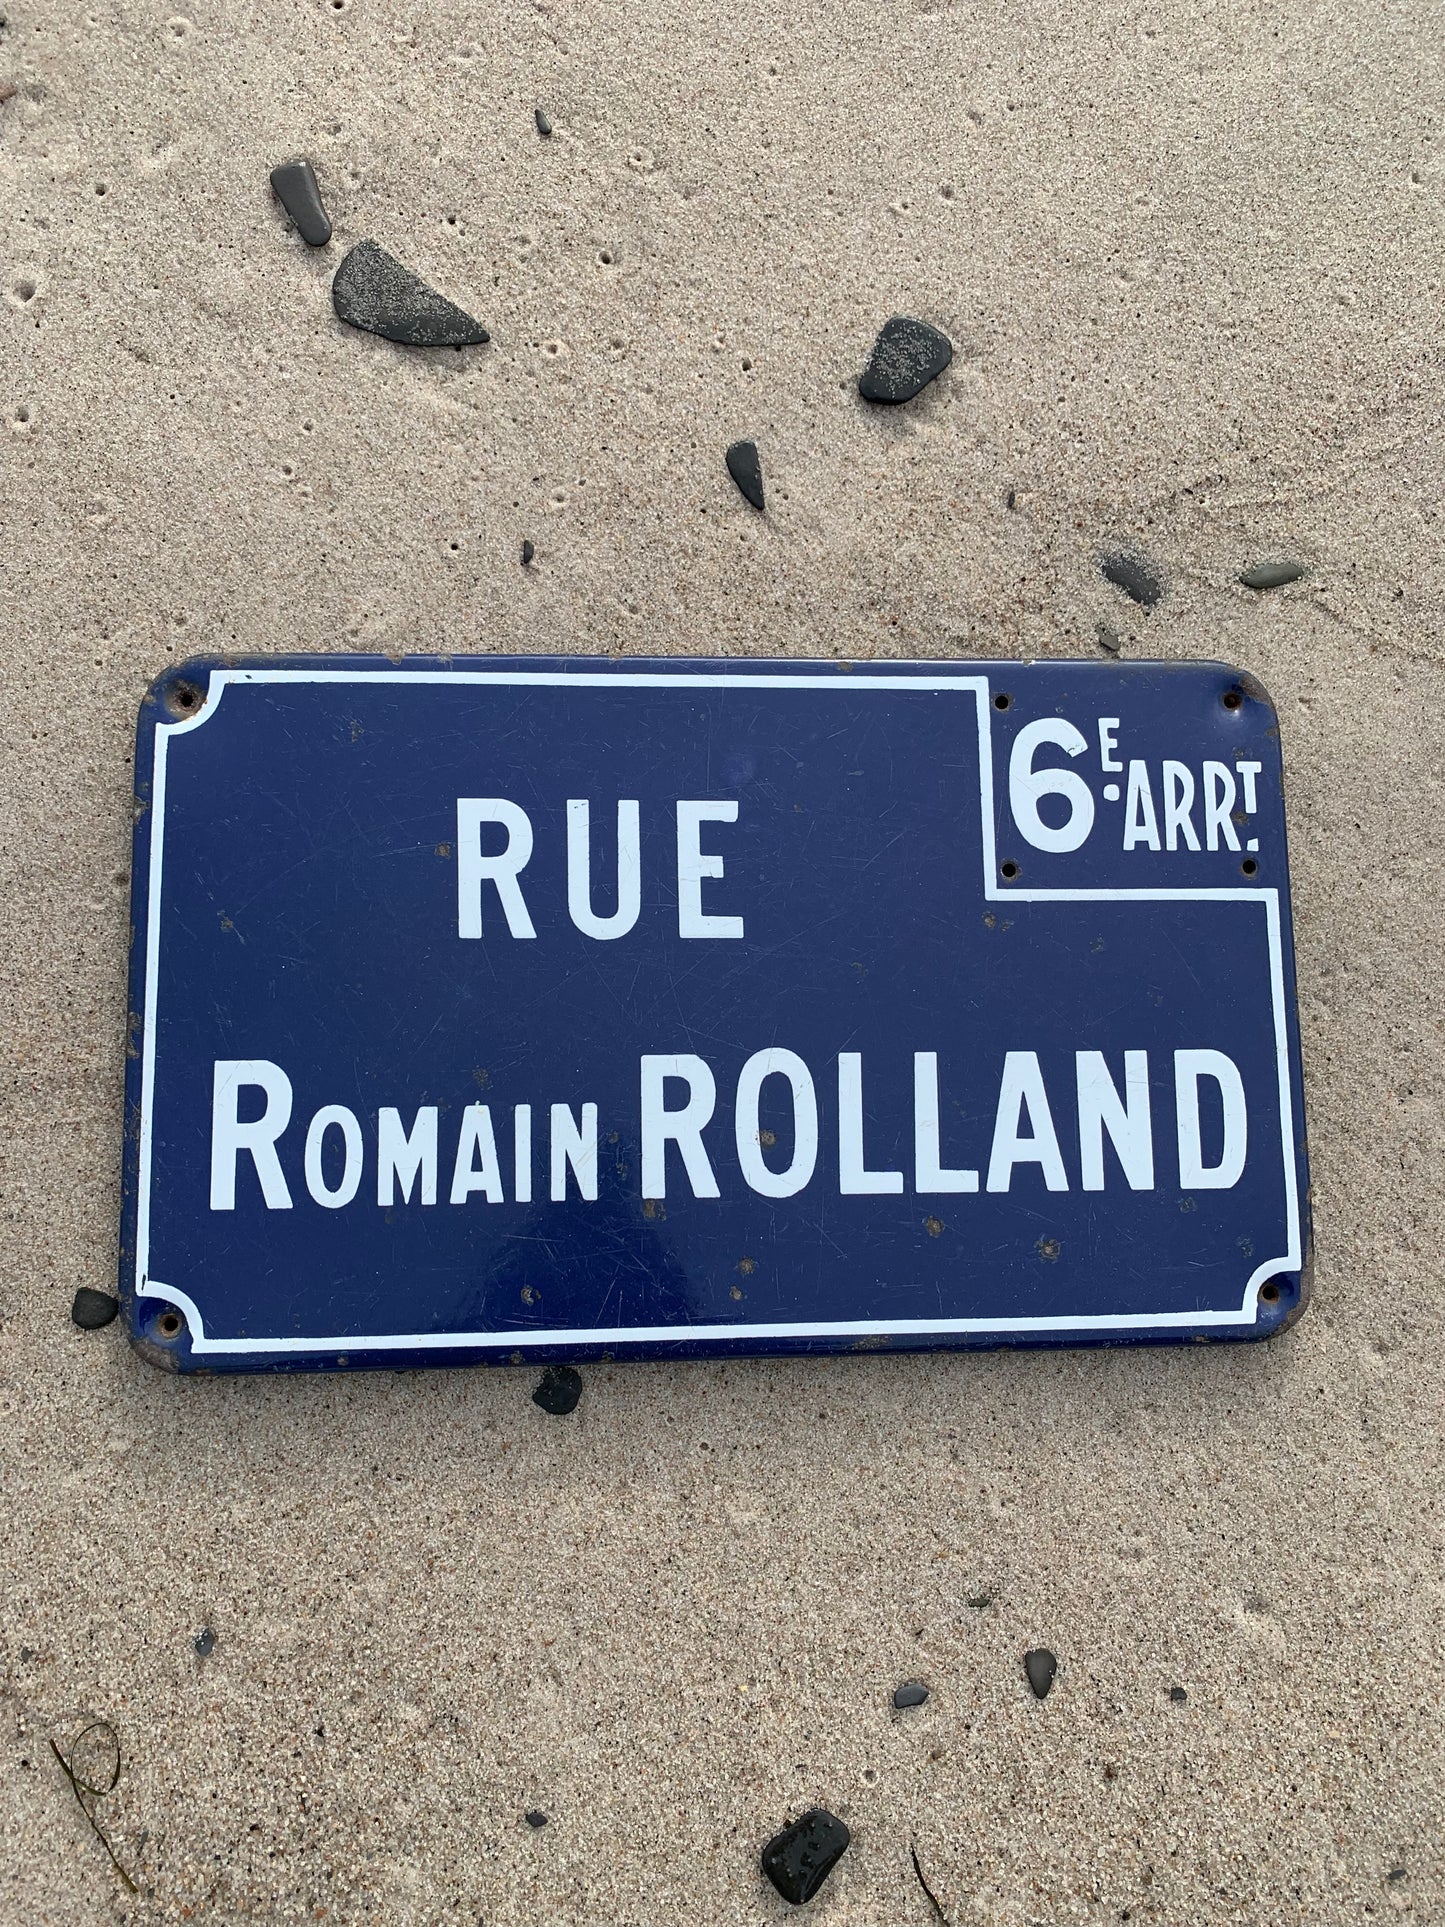 6E. ARRT.
RUE
ROMAIN ROLLAND